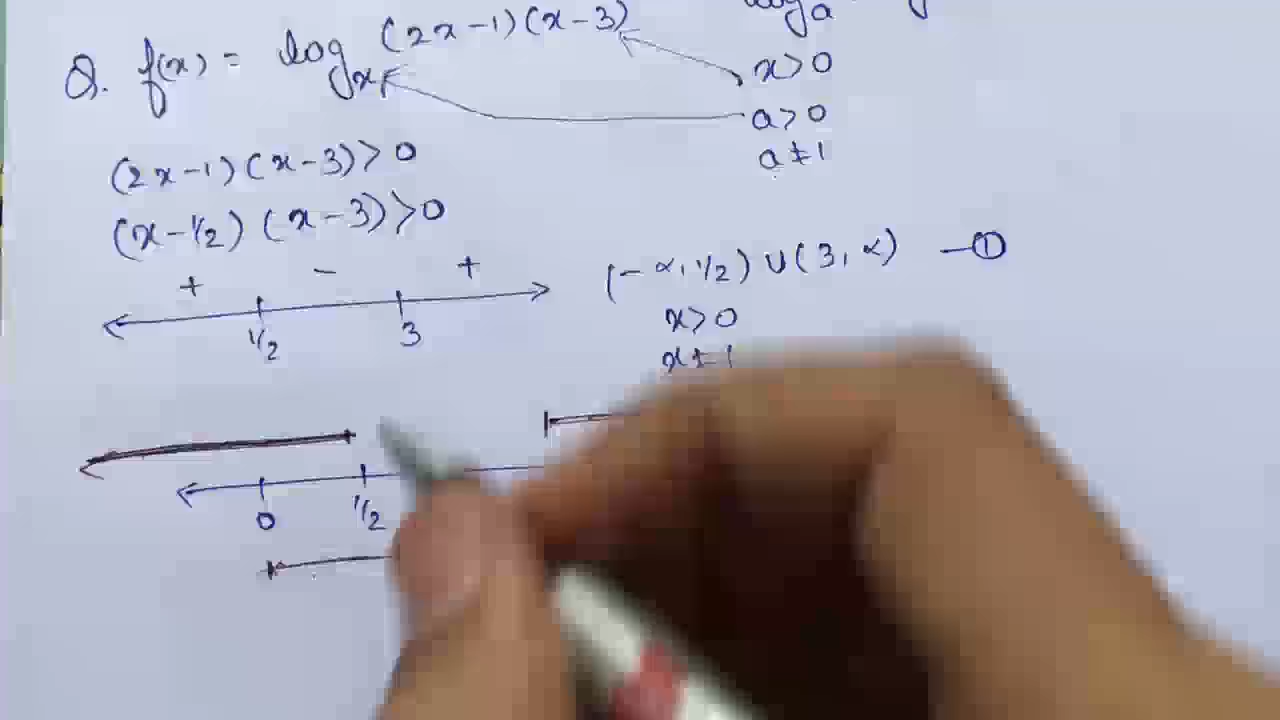 Q. f(x) = log_x (2x-1)(x-3)
x>0
a>0
a≠1
(2x-1)(x-3)>0
(x-1/2) (x-3)>0
+ - +
1/2 3
(-∝, 1/2) ∪ (3, ∝) —①
x>0
x≠1
0 1/2